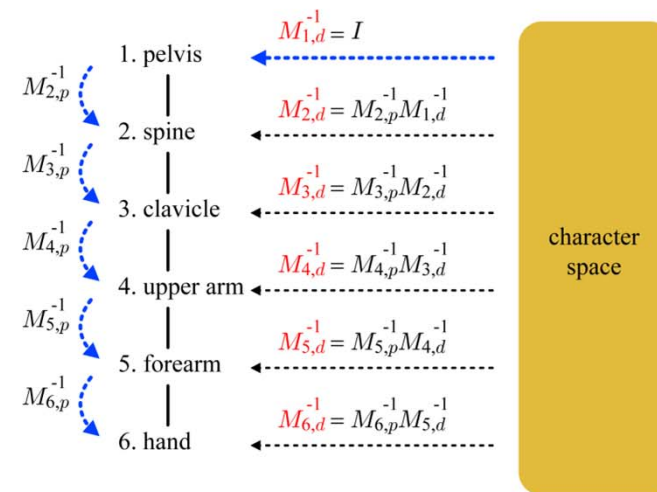 M_{1,d}^{-1} = I
1. pelvis
M_{2,p}^{-1}
M_{2,d}^{-1} = M_{2,p}^{-1} M_{1,d}^{-1}
2. spine
M_{3,p}^{-1}
M_{3,d}^{-1} = M_{3,p}^{-1} M_{2,d}^{-1}
3. clavicle
M_{4,p}^{-1}
M_{4,d}^{-1} = M_{4,p}^{-1} M_{3,d}^{-1}
4. upper arm
M_{5,p}^{-1}
M_{5,d}^{-1} = M_{5,p}^{-1} M_{4,d}^{-1}
5. forearm
M_{6,p}^{-1}
M_{6,d}^{-1} = M_{6,p}^{-1} M_{5,d}^{-1}
6. hand
character
space